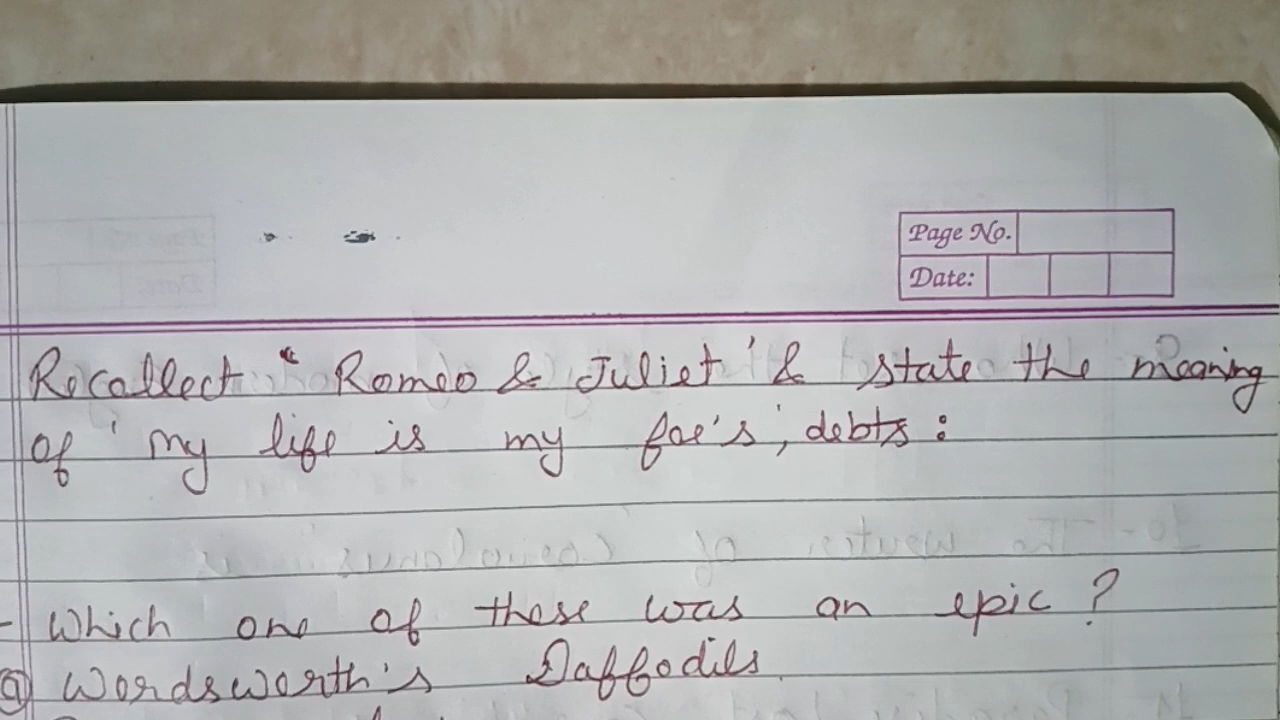 Page No.
Date:
Recollect " Romeo & Juliet ' & state the meaning
of ' my life is my foe's ', debts :
- Which one of these was an epic ?
(a) Wordsworth's Daffodils.